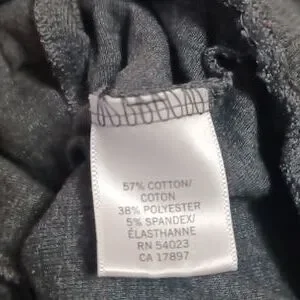 57% COTTON/
COTON
38% POLYESTER
5% SPANDEX/
ÉLASTHANNE
RN 54023
CA 17897